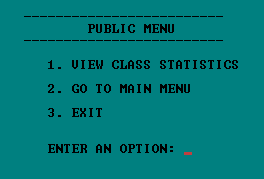 PUBLIC MENU
1. VIEW CLASS STATISTICS
2. GO TO MAIN MENU
3. EXIT
ENTER AN OPTION: _